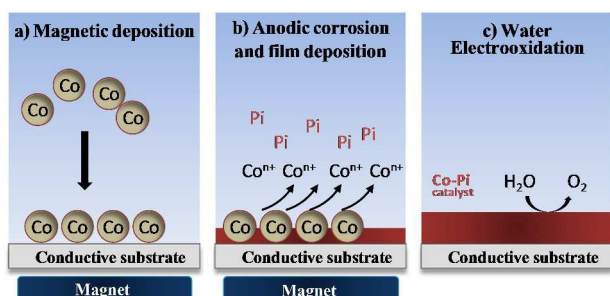 a) Magnetic deposition
Co
Co
Co
Co
Co Co Co Co
Conductive substrate
Magnet
b) Anodic corrosion
and film deposition
Pi Pi Pi
Pi Pi
Coⁿ⁺ Coⁿ⁺ Coⁿ⁺ Coⁿ⁺
Co Co Co Co
Conductive substrate
Magnet
c) Water
Electrooxidation
Co-Pi
catalyst
H₂O O₂
Conductive substrate